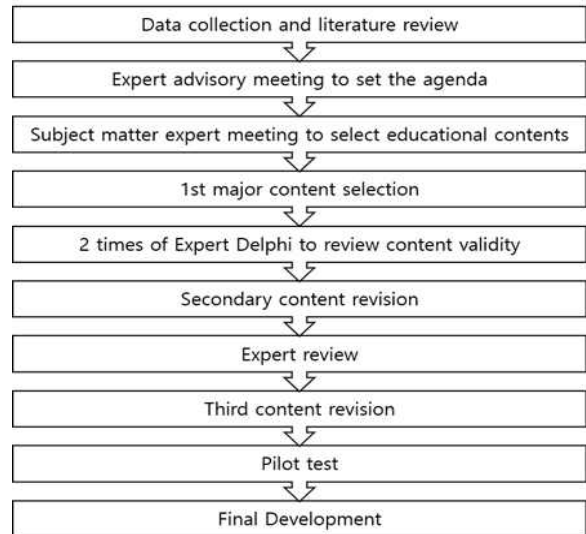 Data collection and literature review
Expert advisory meeting to set the agenda
Subject matter expert meeting to select educational contents
1st major content selection
2 times of Expert Delphi to review content validity
Secondary content revision
Expert review
Third content revision
Pilot test
Final Development